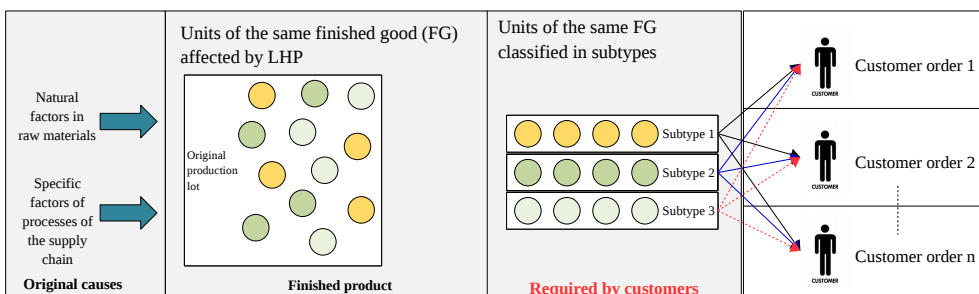 Natural
factors in
raw materials
Specific
factors of
processes of
the supply
chain
Original causes
Units of the same finished good (FG)
affected by LHP
Original
production
lot
Finished product
Units of the same FG
classified in subtypes
Subtype 1
Subtype 2
Subtype 3
Required by customers
CUSTOMER
Customer order 1
CUSTOMER
Customer order 2
CUSTOMER
Customer order n